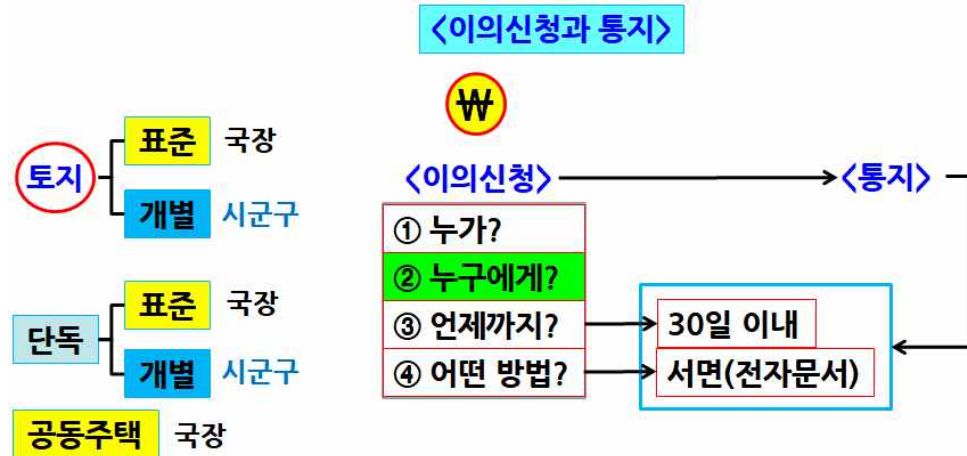 <이의신청과 통지>
₩
토지
표준 국장
개별 시군구
단독
표준 국장
개별 시군구
공동주택 국장
<이의신청>
<통지>
① 누가?
② 누구에게?
③ 언제까지?
30일 이내
④ 어떤 방법?
서면(전자문서)